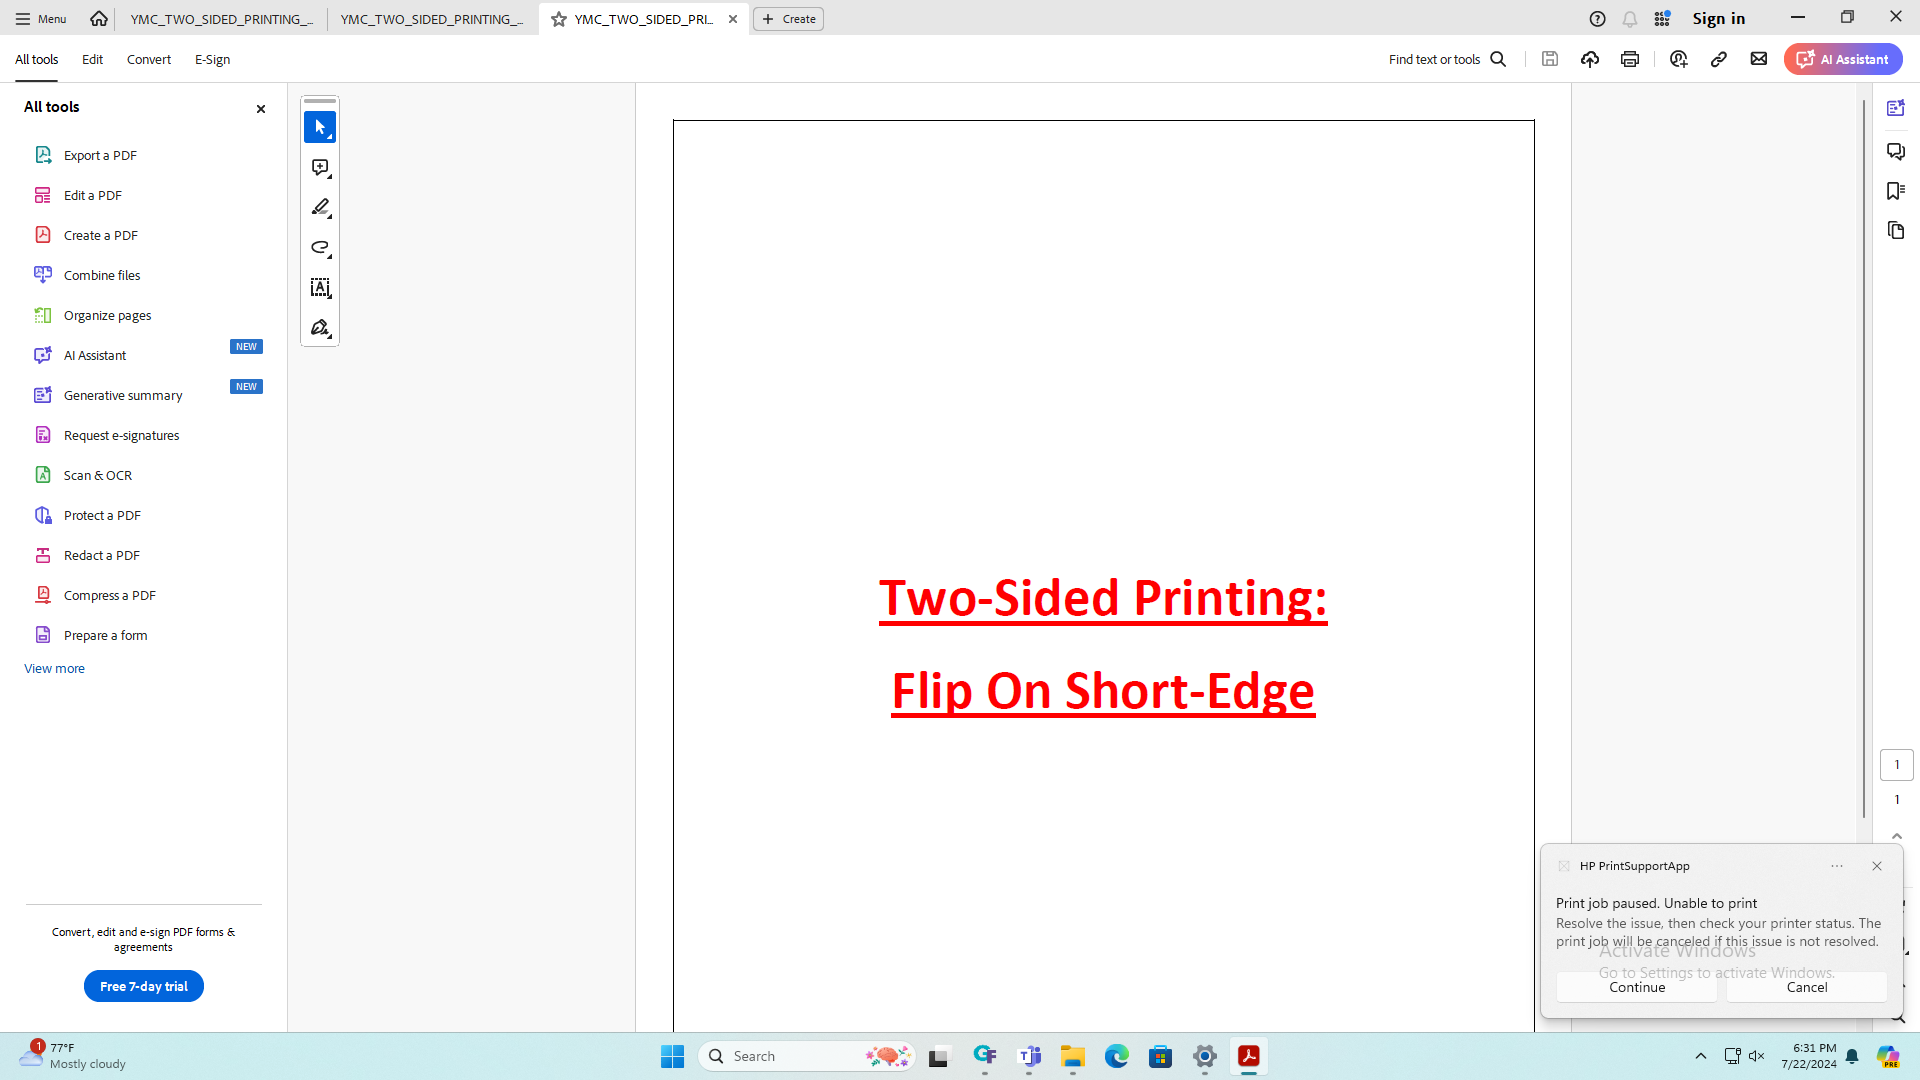 Menu
YMC_TWO_SIDED_PRINTING_...
YMC_TWO_SIDED_PRINTING_...
YMC_TWO_SIDED_PRI...
Create
Sign in
All tools
Edit
Convert
E-Sign
Find text or tools
AI Assistant
All tools
Export a PDF
Edit a PDF
Create a PDF
Combine files
Organize pages
AI Assistant
NEW
Generative summary
NEW
Request e-signatures
Scan & OCR
Protect a PDF
Redact a PDF
Compress a PDF
Prepare a form
View more
Convert, edit and e-sign PDF forms &
agreements
Free 7-day trial
Two-Sided Printing:
Flip On Short-Edge
1
1
HP PrintSupportApp
Print job paused. Unable to print
Resolve the issue, then check your printer status. The
print job will be canceled if this issue is not resolved.
Activate Windows
Go to Settings to activate Windows.
Continue
Cancel
1
77°F
Mostly cloudy
Search
6:31 PM
7/22/2024
PRE